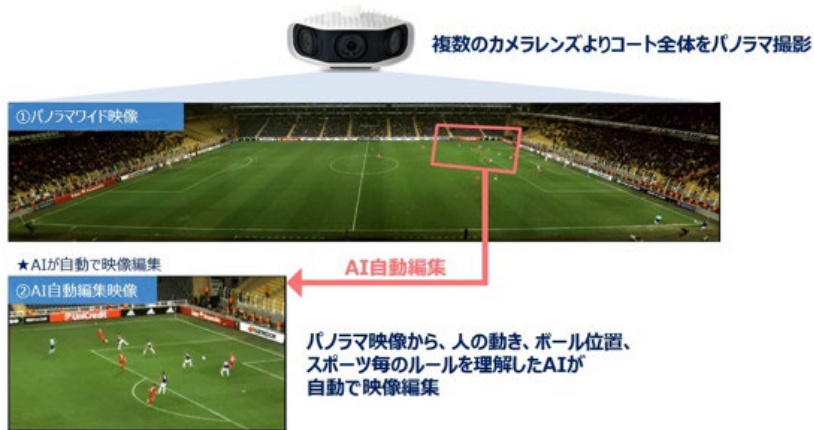 複数のカメラレンズよりコート全体をパノラマ撮影
①パノラマワイド映像
★AIが自動で映像編集
AI自動編集
②AI自動編集映像
UniCredit
パノラマ映像から、人の動き、ボール位置、
スポーツ毎のルールを理解したAIが
自動で映像編集